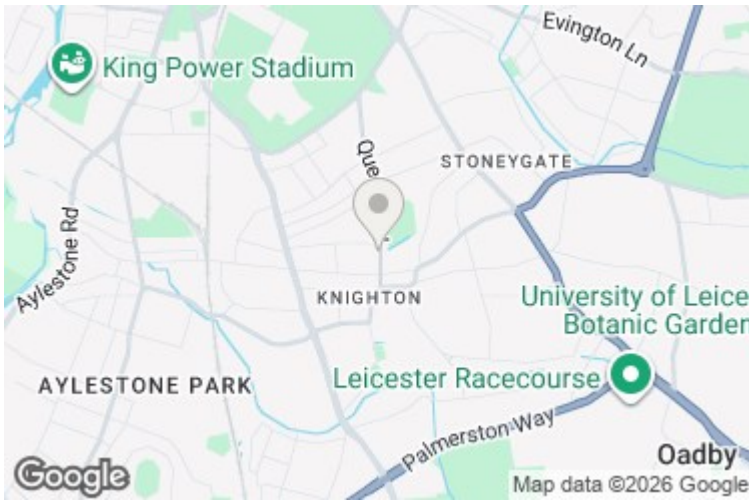 Evington Ln
King Power Stadium
Que
STONEYGATE
Aylestone Rd
KNIGHTON
University of Leice
Botanic Garden
Leicester Racecourse
AYLESTONE PARK
Palmerston Way
Oadby
Google
Map data ©2026 Google